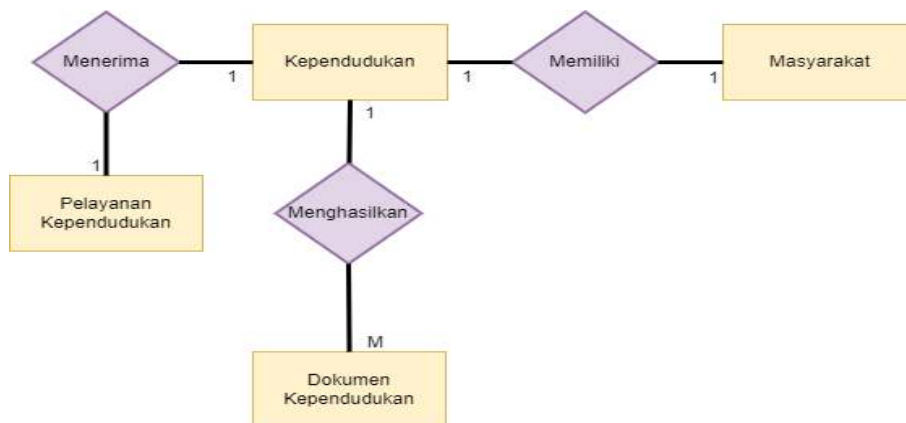 Menerima
1
Kependudukan
1
Memiliki
1
Masyarakat
1
1
Pelayanan
Kependudukan
Menghasilkan
M
Dokumen
Kependudukan